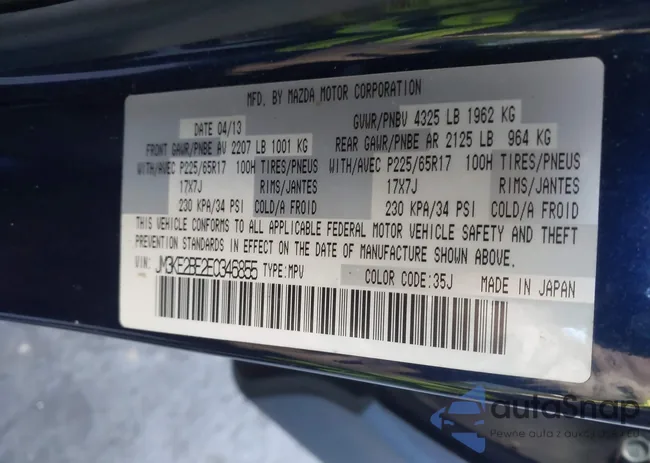 MFD. BY MAZDA MOTOR CORPORATION
DATE 04/13 GVWR/PNBV 4325 LB 1962 KG
FRONT GAWR/PNBE AV 2207 LB 1001 KG REAR GAWR/PNBE AR 2125 LB 964 KG
WITH/AVEC P225/65R17 100H TIRES/PNEUS WITH/AVEC P225/65R17 100H TIRES/PNEUS
17X7J RIMS/JANTES 17X7J RIMS/JANTES
230 KPA/34 PSI COLD/A FROID 230 KPA/34 PSI COLD/A FROID
THIS VEHICLE CONFORMS TO ALL APPLICABLE FEDERAL MOTOR VEHICLE SAFETY AND THEFT
PREVENTION STANDARDS IN EFFECT ON THE DATE OF MANUFACTURE SHOWN ABOVE.
VIN: JM3KE2BE2E0345855 TYPE:MPV COLOR CODE:35J MADE IN JAPAN
autoSnap
Pewne auta z aukcji